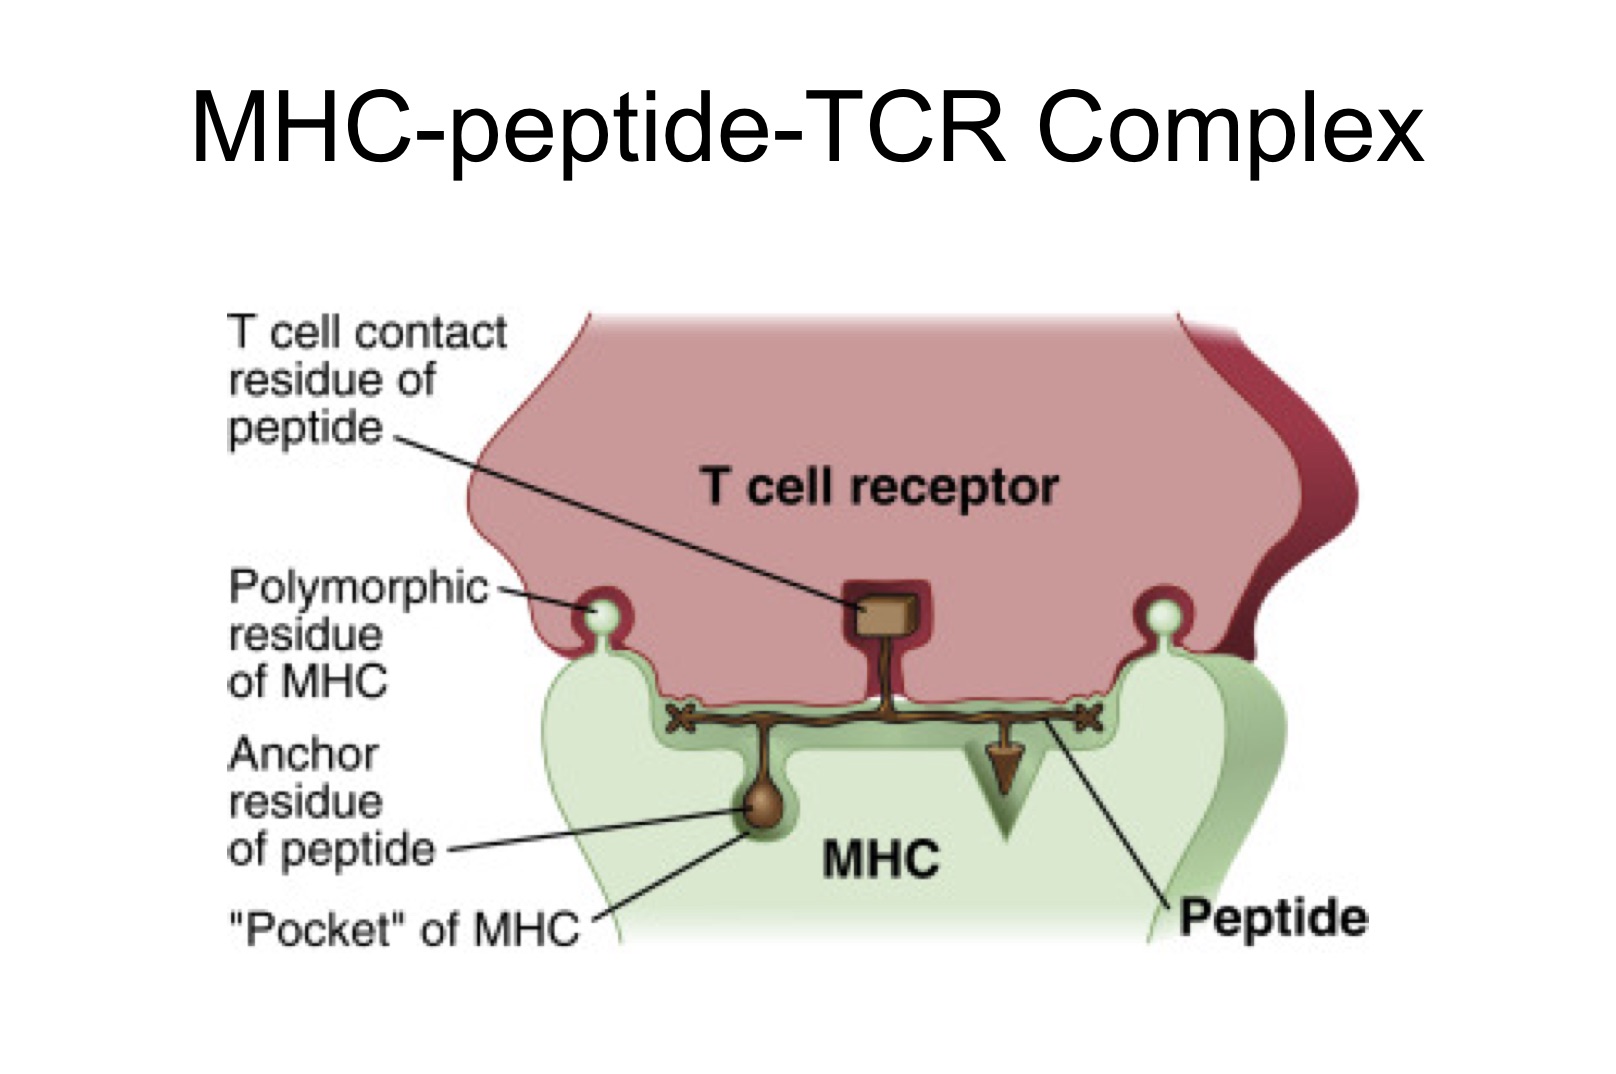 MHC-peptide-TCR Complex
T cell contact
residue of
peptide
T cell receptor
Polymorphic
residue
of MHC
Anchor
residue
of peptide
MHC
"Pocket" of MHC
Peptide